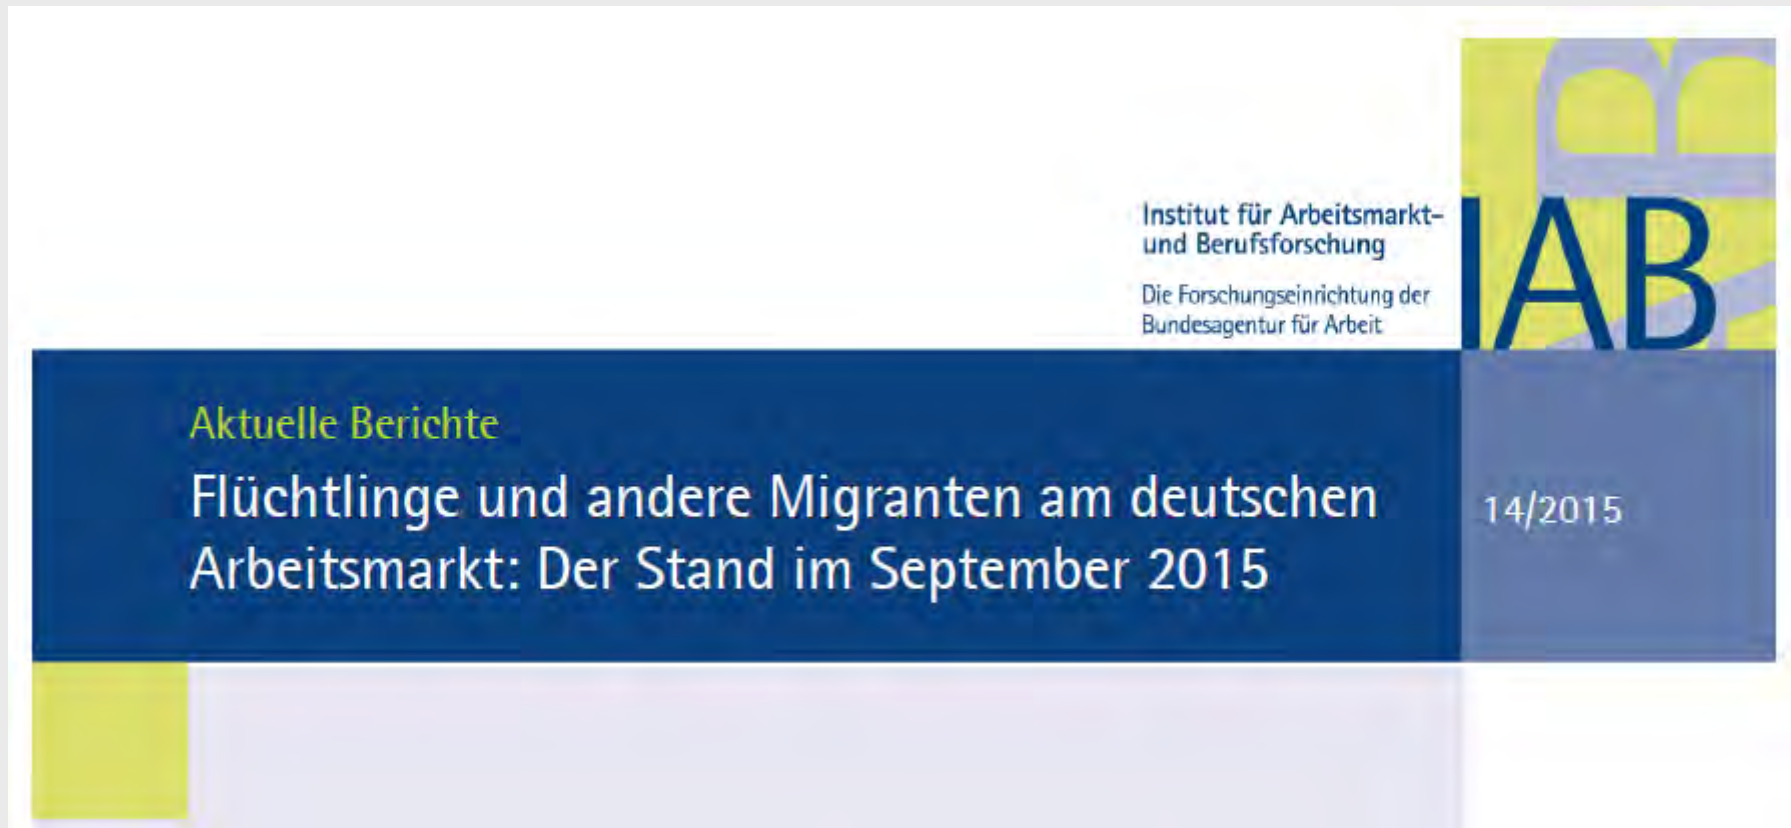 Institut für Arbeitsmarkt-
und Berufsforschung
Die Forschungseinrichtung der
Bundesagentur für Arbeit
IAB
Aktuelle Berichte
Flüchtlinge und andere Migranten am deutschen
Arbeitsmarkt: Der Stand im September 2015
14/2015